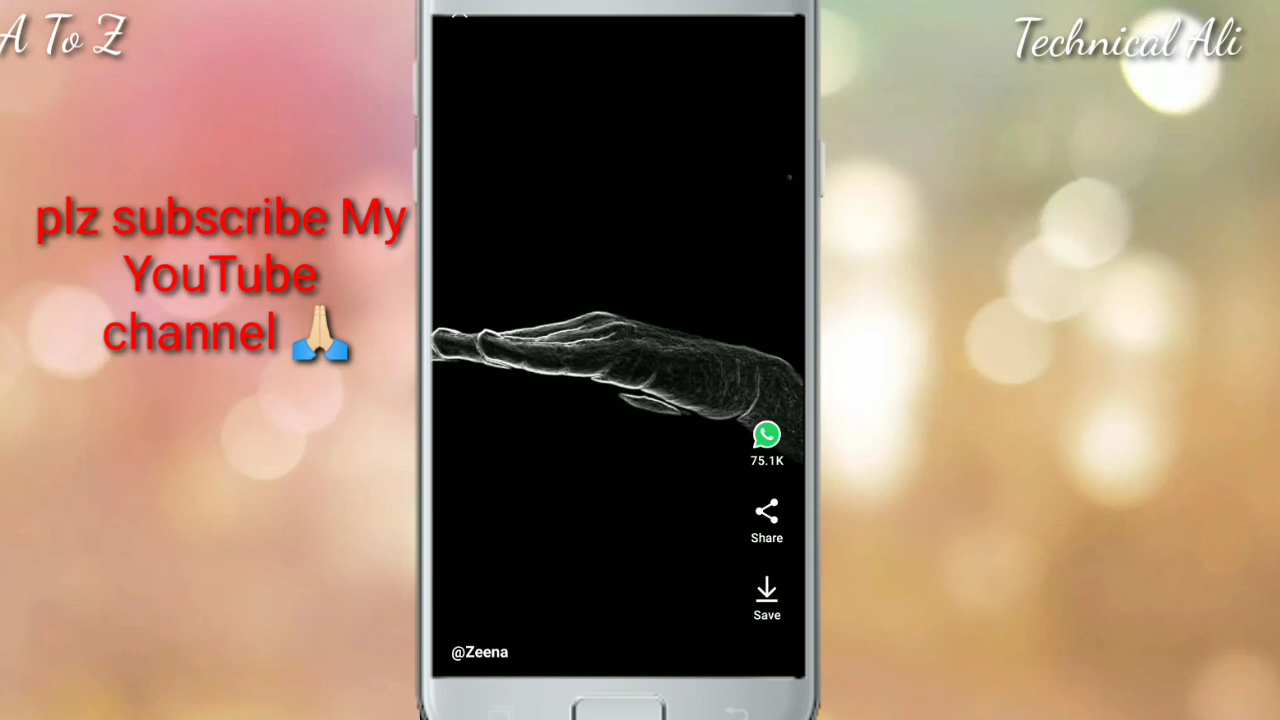 A To Z
Technical Ali
plz subscribe My
YouTube
channel 🙏🏼
75.1K
Share
Save
@Zeena